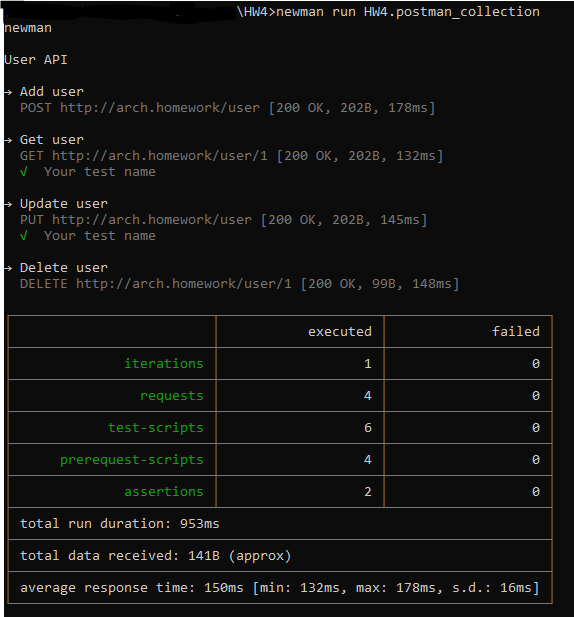 \HW4>newman run HW4.postman_collection
newman
User API
→ Add user
POST http://arch.homework/user [200 OK, 202B, 178ms]
→ Get user
GET http://arch.homework/user/1 [200 OK, 202B, 132ms]
√ Your test name
→ Update user
PUT http://arch.homework/user [200 OK, 202B, 145ms]
√ Your test name
→ Delete user
DELETE http://arch.homework/user/1 [200 OK, 99B, 148ms]
executed failed
iterations 1 0
requests 4 0
test-scripts 6 0
prerequest-scripts 4 0
assertions 2 0
total run duration: 953ms
total data received: 141B (approx)
average response time: 150ms [min: 132ms, max: 178ms, s.d.: 16ms]